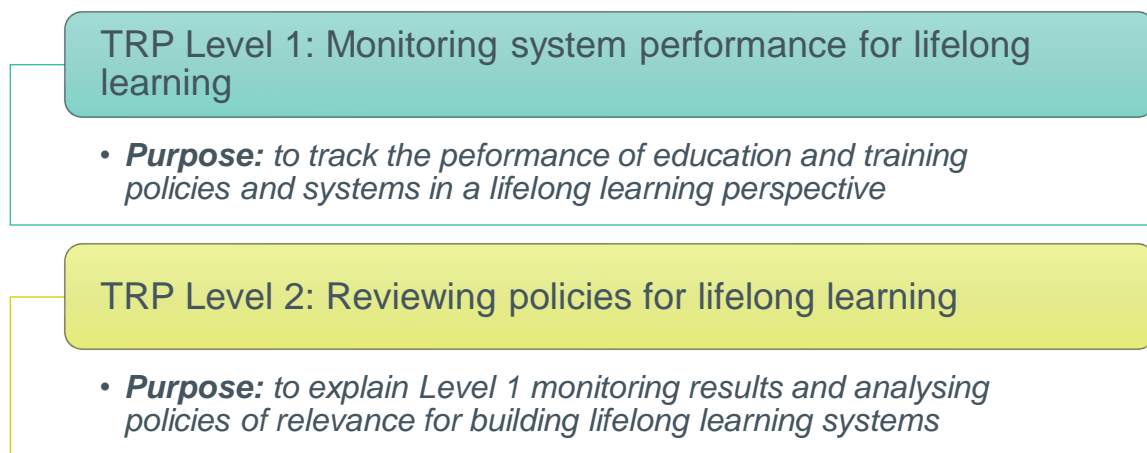 TRP Level 1: Monitoring system performance for lifelong
learning
• Purpose: to track the peformance of education and training
policies and systems in a lifelong learning perspective
TRP Level 2: Reviewing policies for lifelong learning
• Purpose: to explain Level 1 monitoring results and analysing
policies of relevance for building lifelong learning systems